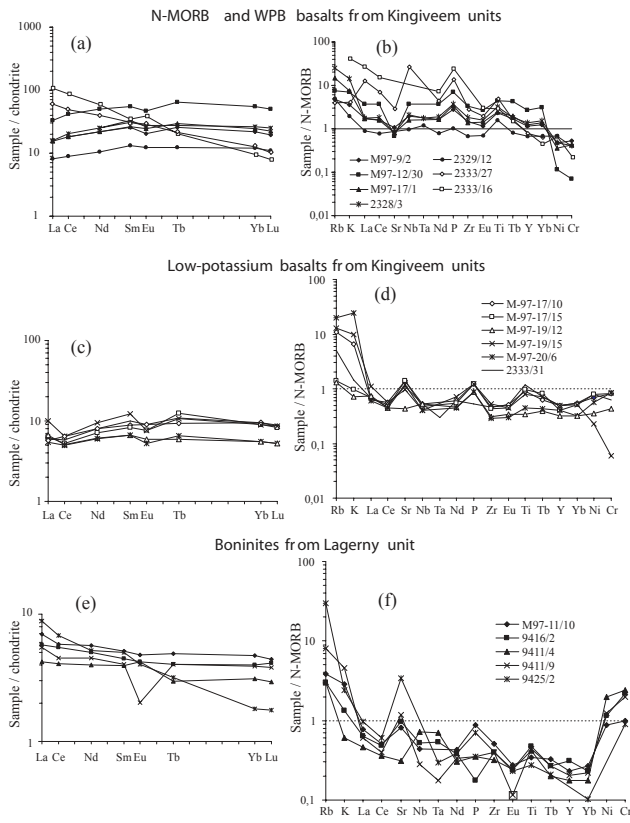 N-MORB and WPB basalts from Kingiveem units
(a)
Sample / chondrite
1000
100
10
1
La Ce Nd Sm Eu Tb Yb Lu
(b)
Sample / N-MORB
100
10
1
0,1
0,01
M97-9/2 2329/12
M97-12/30 2333/27
M97-17/1 2333/16
2328/3
Rb K La Ce Sr Nb Ta Nd P Zr Eu Ti Tb Y Yb Ni Cr
Low-potassium basalts from Kingiveem units
(c)
Sample / chondrite
100
10
1
La Ce Nd Sm Eu Tb Yb Lu
(d)
Sample / N-MORB
100
10
1
0,1
0,01
M-97-17/10
M-97-17/15
M-97-19/12
M-97-19/15
M-97-20/6
2333/31
Rb K La Ce Sr Nb Ta Nd P Zr Eu Ti Tb Y Yb Ni Cr
Boninites from Lagerny unit
(e)
Sample / chondrite
10
1
La Ce Nd Sm Eu Tb Yb Lu
(f)
Sample / N-MORB
100
10
1
0,1
M97-11/10
9416/2
9411/4
9411/9
9425/2
Rb K La Ce Sr Nb Ta Nd P Zr Eu Ti Tb Y Yb Ni Cr